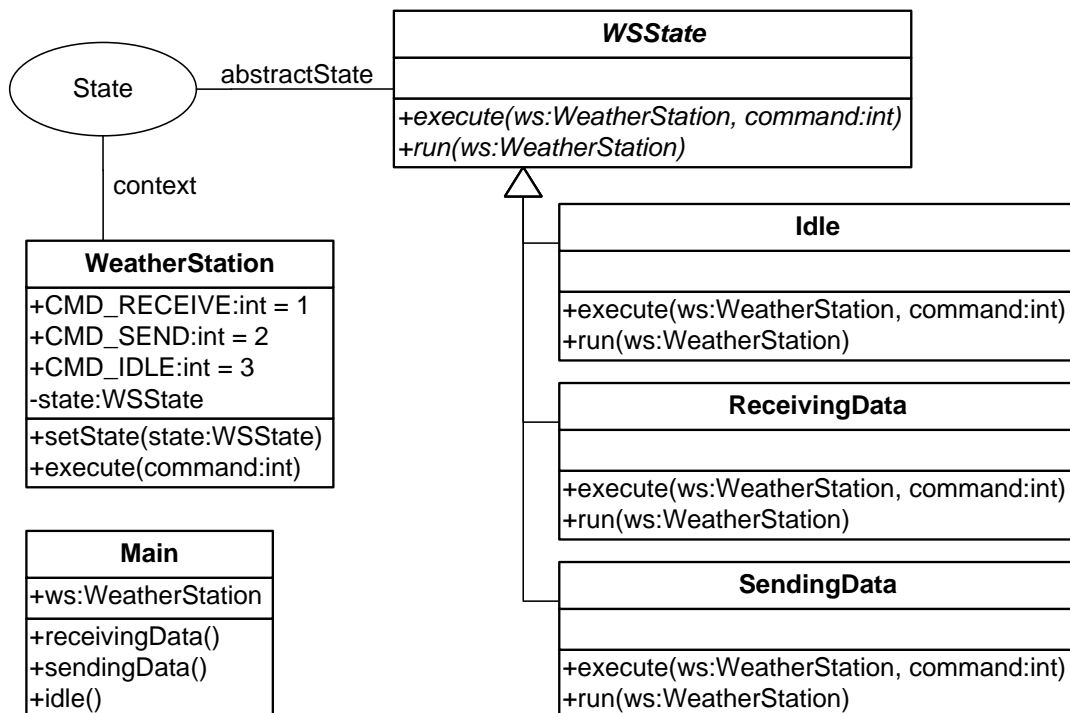 WSState
State
abstractState
+execute(ws:WeatherStation, command:int)
+run(ws:WeatherStation)
context
WeatherStation
+CMD_RECEIVE:int = 1
+CMD_SEND:int = 2
+CMD_IDLE:int = 3
-state:WSState
+setState(state:WSState)
+execute(command:int)
Idle
+execute(ws:WeatherStation, command:int)
+run(ws:WeatherStation)
ReceivingData
+execute(ws:WeatherStation, command:int)
+run(ws:WeatherStation)
Main
+ws:WeatherStation
+receivingData()
+sendingData()
+idle()
SendingData
+execute(ws:WeatherStation, command:int)
+run(ws:WeatherStation)